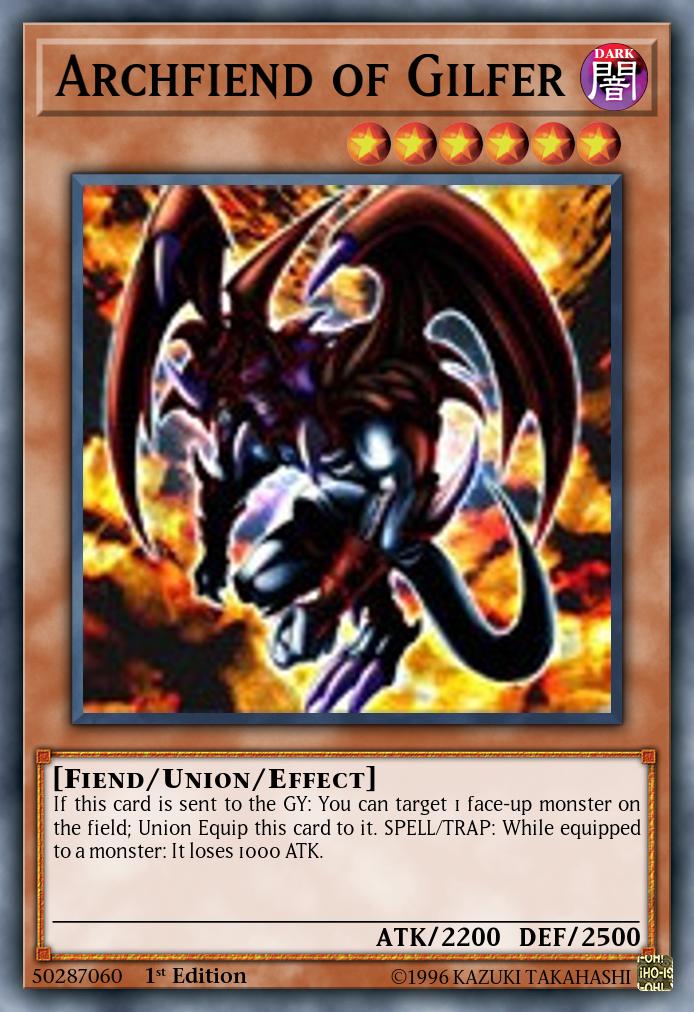 Archfiend of Gilfer
DARK
闇
[Fiend/Union/Effect]
If this card is sent to the GY: You can target 1 face-up monster on
the field; Union Equip this card to it. SPELL/TRAP: While equipped
to a monster: It loses 1000 ATK.
ATK/2200 DEF/2500
50287060 1st Edition ©1996 KAZUKI TAKAHASHI